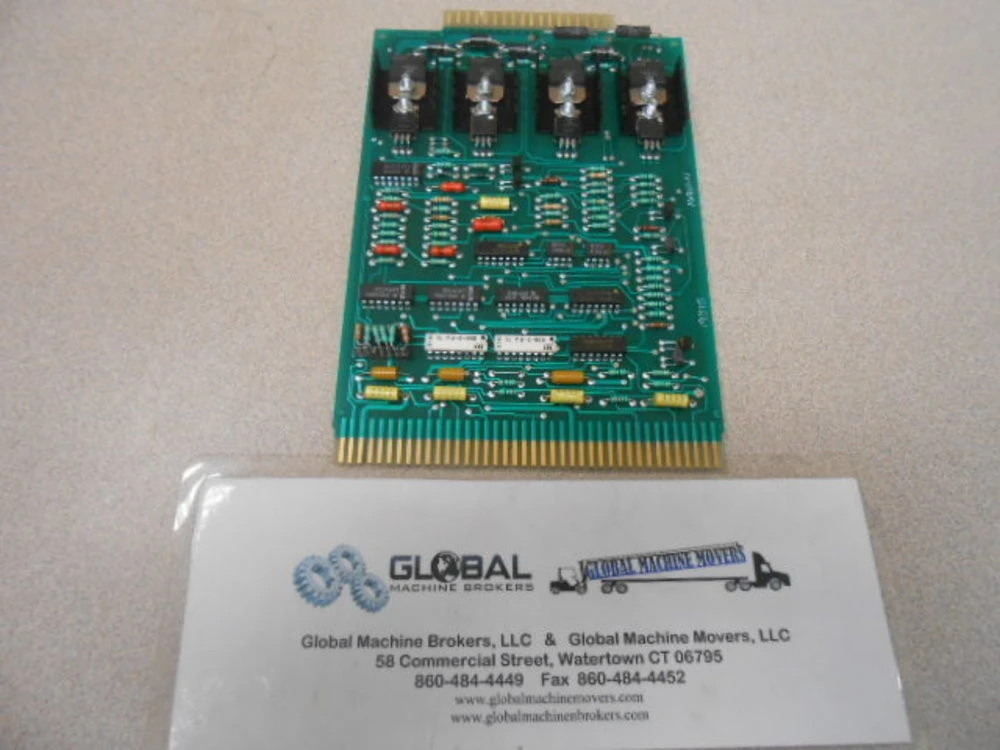 GLOBAL
MACHINE BROKERS
GLOBAL MACHINE MOVERS
Global Machine Brokers, LLC & Global Machine Movers, LLC
58 Commercial Street, Watertown CT 06795
860-484-4449 Fax 860-484-4452
www.globalmachinemovers.com
www.globalmachinenbrokers.com